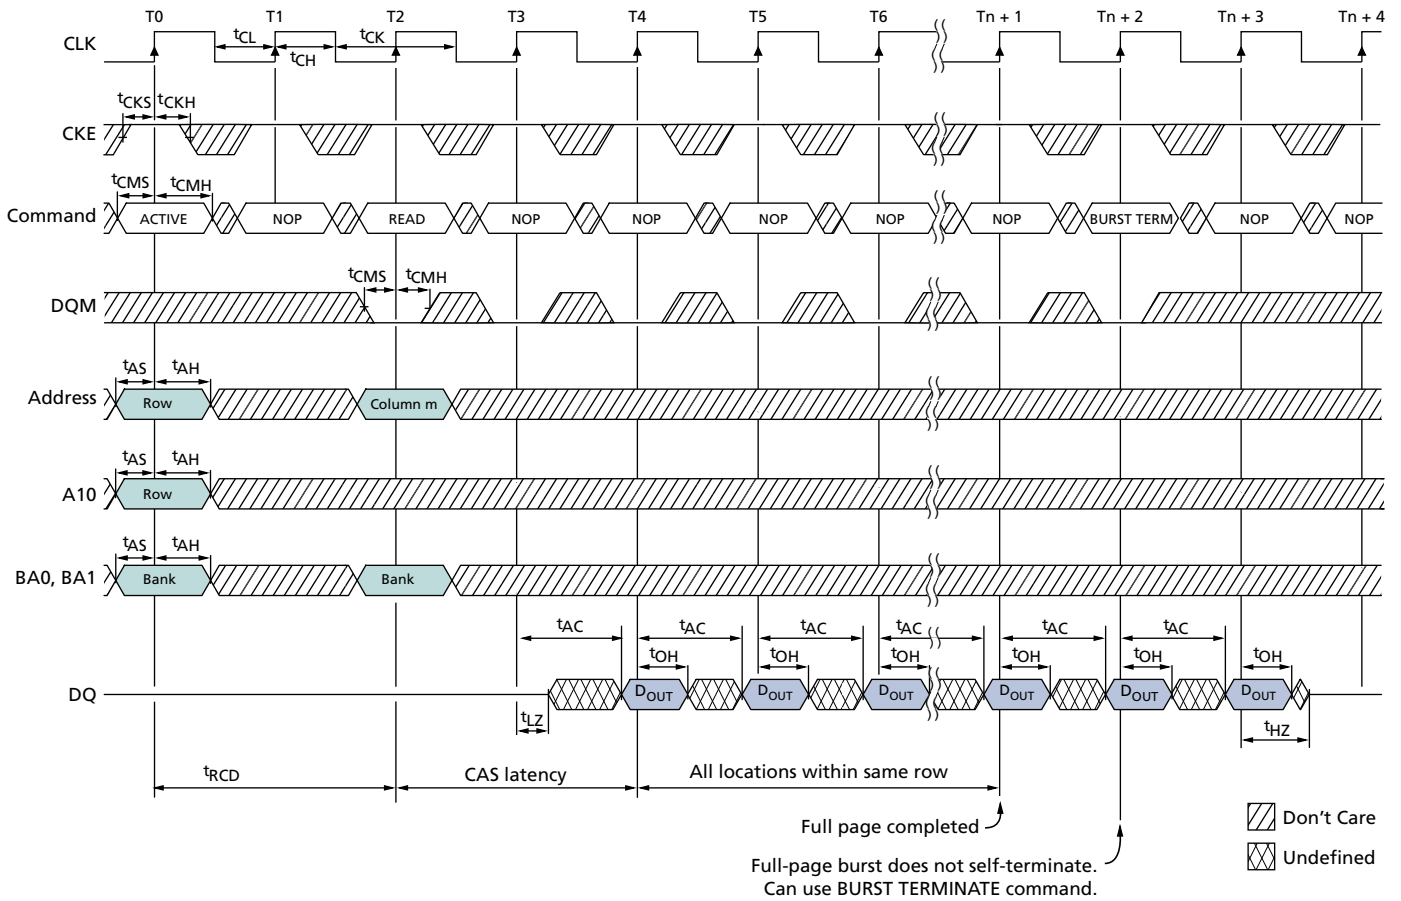 T0 T1 T2 T3 T4 T5 T6 Tn + 1 Tn + 2 Tn + 3 Tn + 4
CLK
tCL tCK
tCH
tCKS tCKH
CKE
tCMS tCMH
Command ACTIVE NOP READ NOP NOP NOP NOP NOP BURST TERM NOP NOP
tCMS tCMH
DQM
tAS tAH
Address Row Column m
tAS tAH
A10 Row
tAS tAH
BA0, BA1 Bank Bank
tAC tAC tAC tAC tAC tAC
tOH tOH tOH tOH tOH tOH
DQ DOUT DOUT DOUT DOUT DOUT DOUT
tLZ tHZ
tRCD CAS latency All locations within same row
Full page completed
Don't Care
Full-page burst does not self-terminate.
Can use BURST TERMINATE command.
Undefined